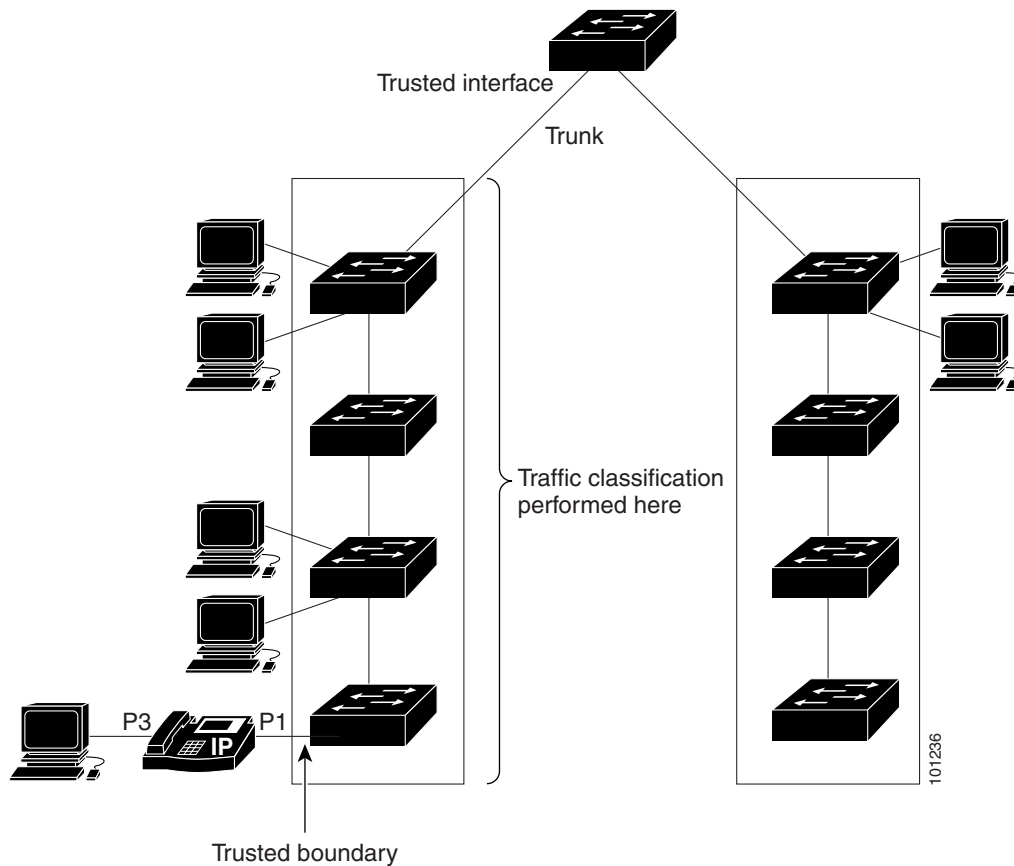 Trusted interface
Trunk
Traffic classification
performed here
P3
IP
P1
101236
Trusted boundary